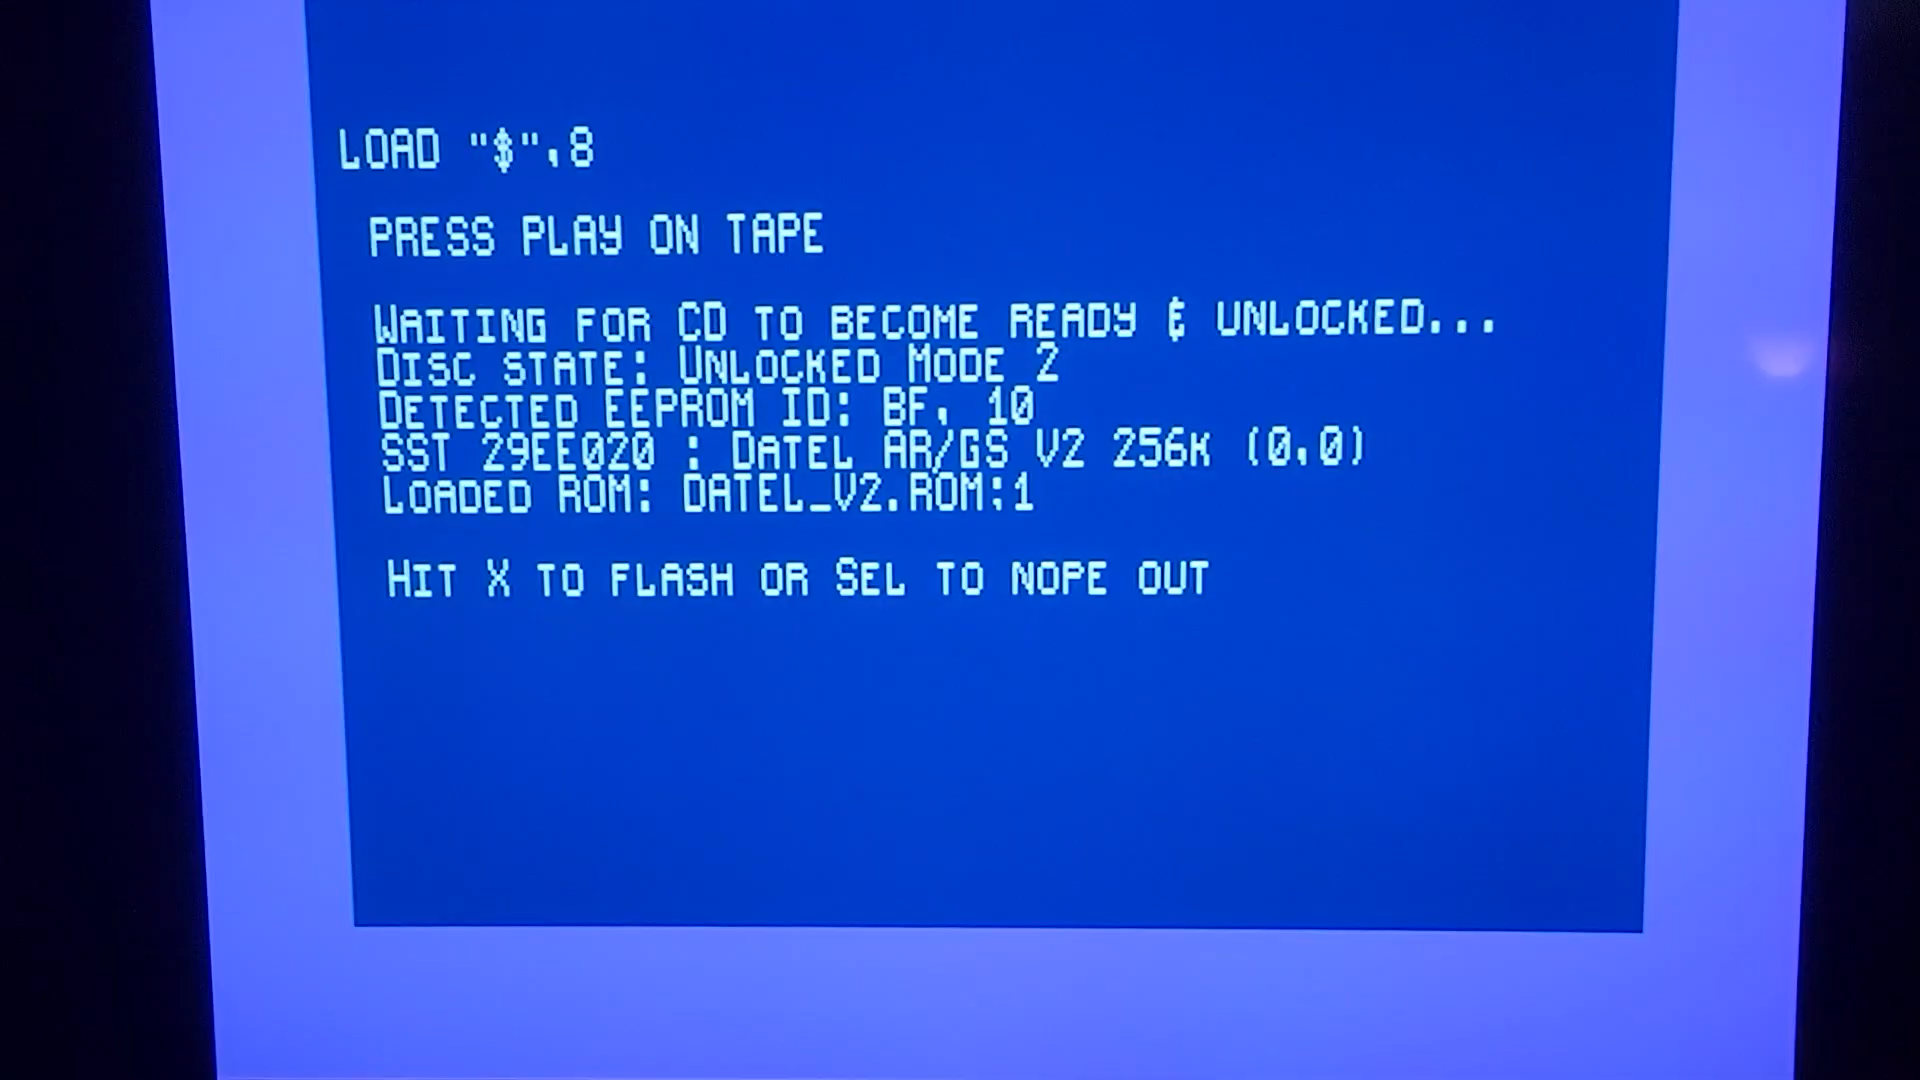 LOAD "$",8
PRESS PLAY ON TAPE
WAITING FOR CD TO BECOME READY & UNLOCKED...
DISC STATE: UNLOCKED MODE 2
DETECTED EEPROM ID: BF, 10
SST 29EE020 : DATEL AR/GS V2 256K (0,0)
LOADED ROM: DATEL_V2.ROM;1
HIT X TO FLASH OR SEL TO NOPE OUT